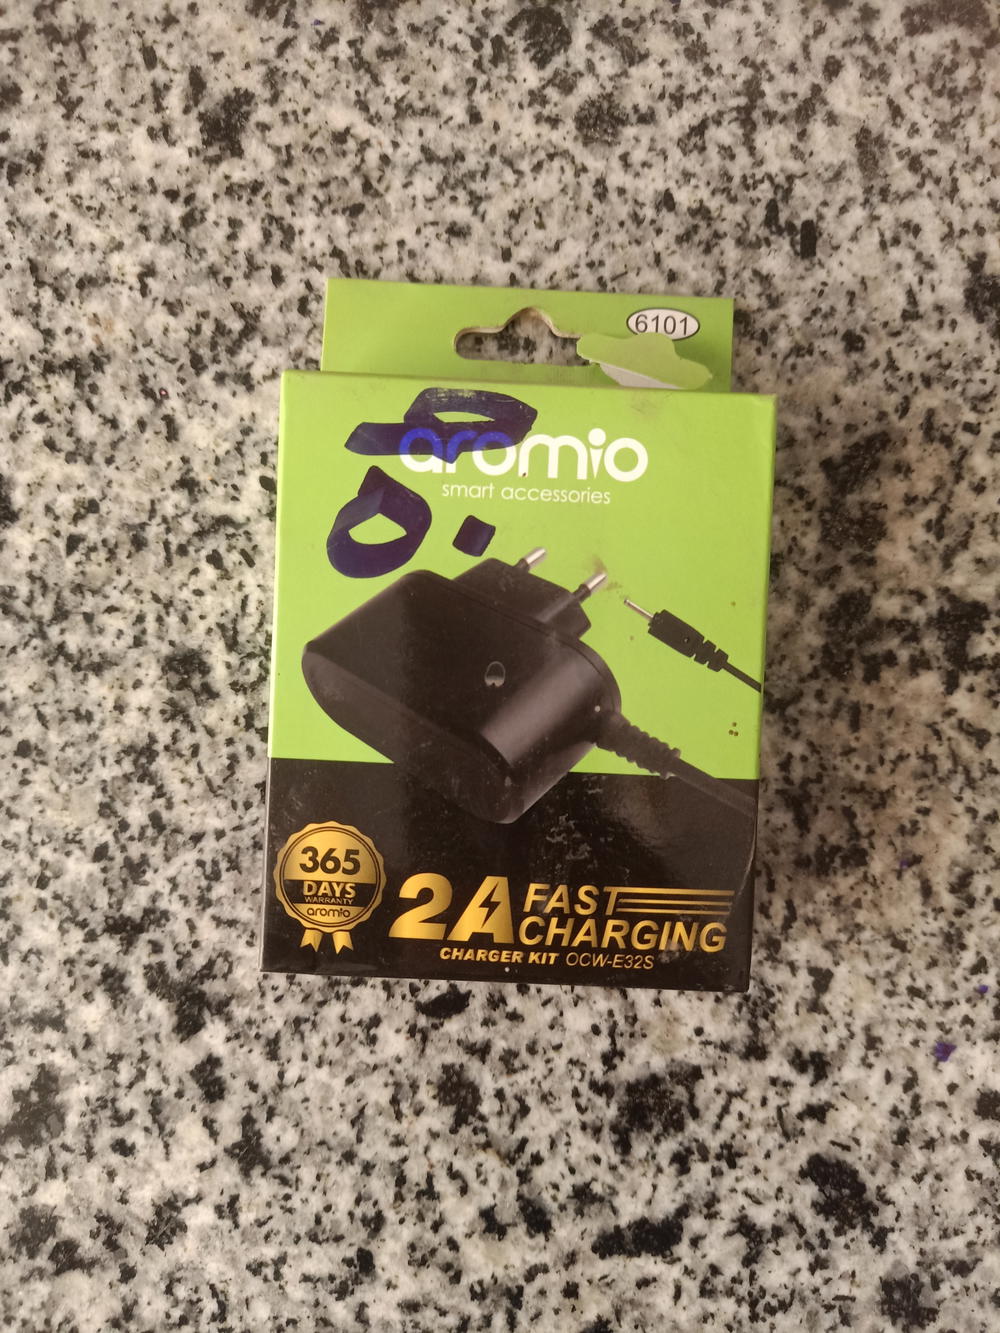 6101
aromio
smart accessories
365
DAYS
WARRANTY
aromio
2A FAST
CHARGING
CHARGER KIT OCW-E32S